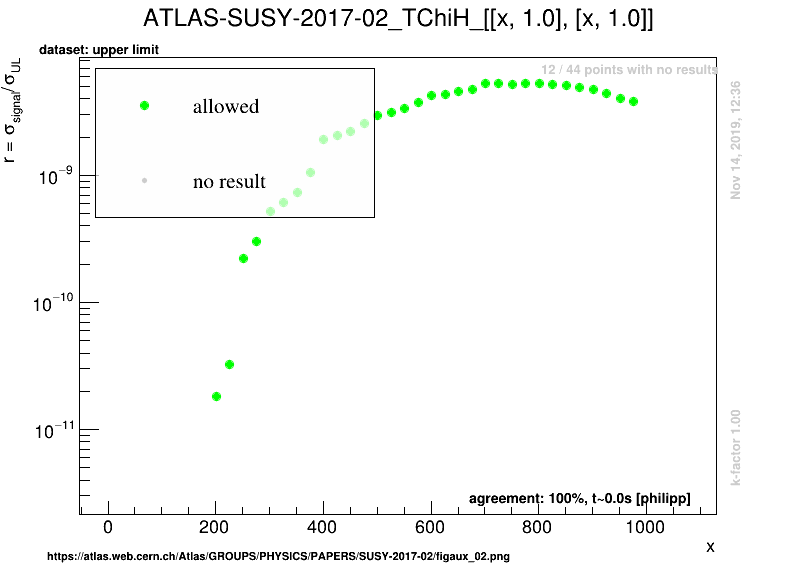 ATLAS-SUSY-2017-02_TChiH_[[x, 1.0], [x, 1.0]]
dataset: upper limit
12 / 44 points with no results
r = σsignal/σUL
allowed
no result
10−9
10−10
10−11
Nov 14, 2019, 12:36
k-factor 1.00
agreement: 100%, t~0.0s [philipp]
0 200 400 600 800 1000
x
https://atlas.web.cern.ch/Atlas/GROUPS/PHYSICS/PAPERS/SUSY-2017-02/figaux_02.png